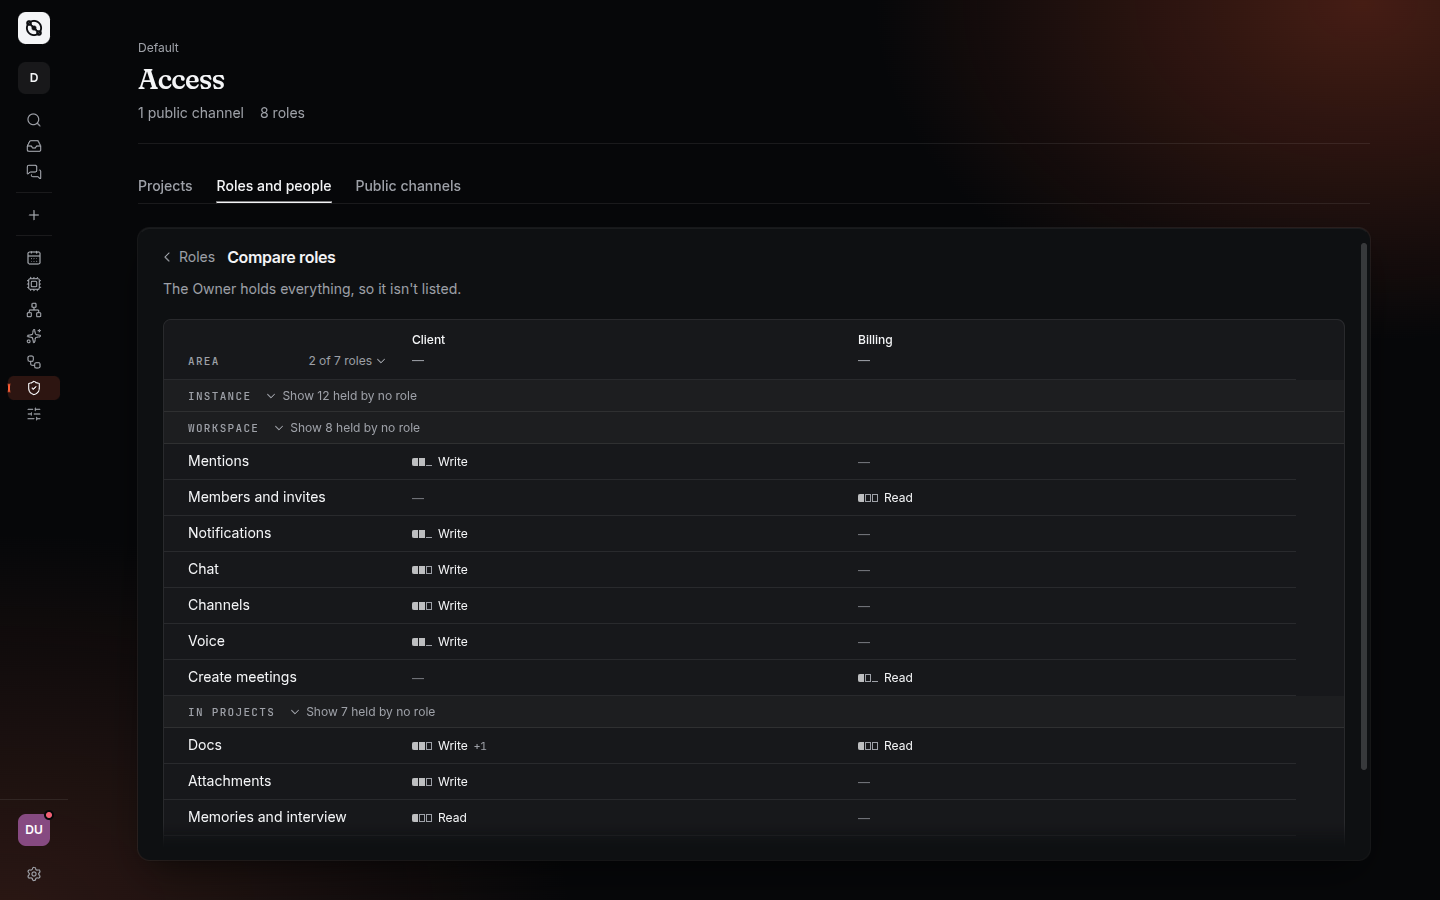 D
Default
Access
1 public channel 8 roles
Projects Roles and people Public channels
Roles Compare roles
The Owner holds everything, so it isn't listed.
Client Billing
AREA 2 of 7 roles — —
INSTANCE Show 12 held by no role
WORKSPACE Show 8 held by no role
Mentions Write —
Members and invites — Read
Notifications Write —
Chat Write —
Channels Write —
Voice Write —
Create meetings — Read
IN PROJECTS Show 7 held by no role
Docs Write +1 Read
Attachments Write —
Memories and interview Read —
DU